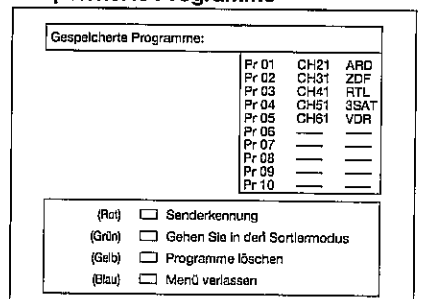 Gespeicherte Programme:
Pr 01 CH21 ARD
Pr 02 CH31 ZDF
Pr 03 CH41 RTL
Pr 04 CH51 3SAT
Pr 05 CH61 VDR
Pr 06 — —
Pr 07 — —
Pr 08 — —
Pr 09 — —
Pr 10 — —
(Rot) Senderkennung
(Grün) Gehen Sie in den Sortiermodus
(Gelb) Programme löschen
(Blau) Menü verlassen